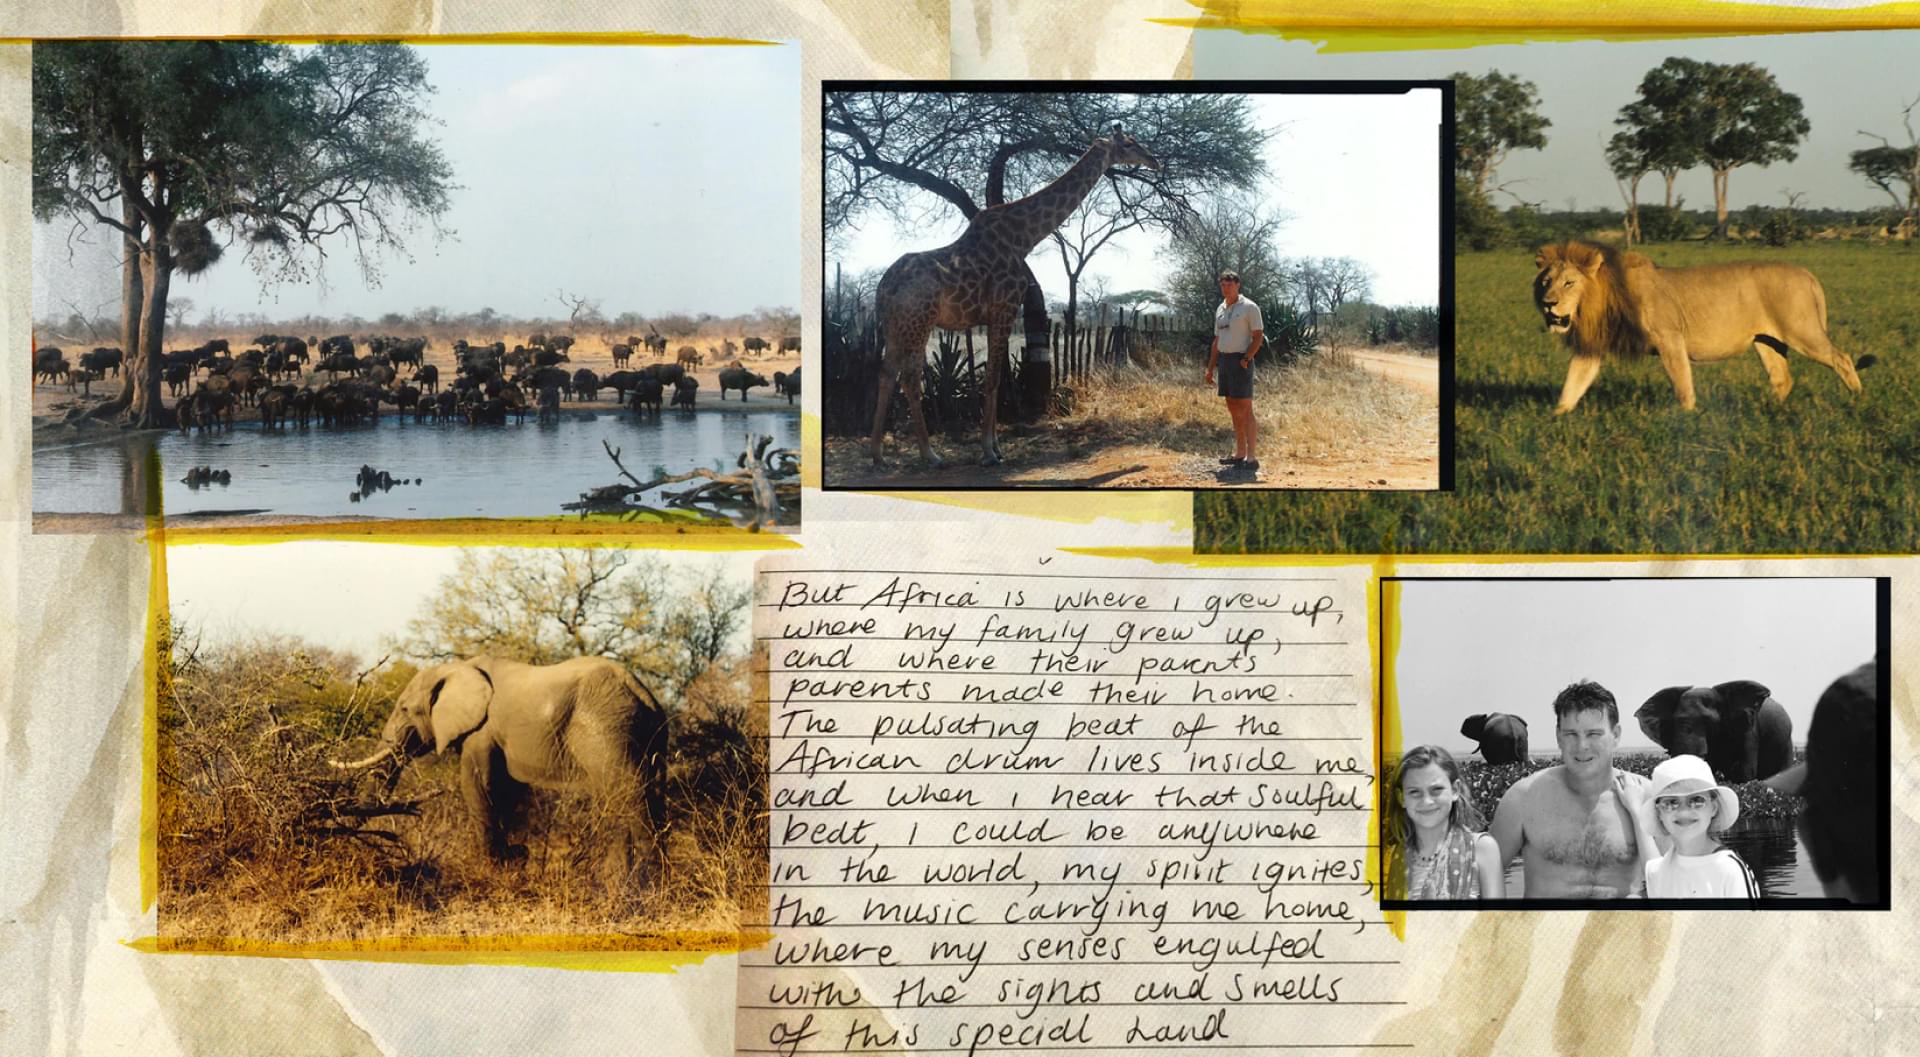 But Africa is where i grew up,
where my family grew up,
and where their parents
parents made their home.
The pulsating beat of the
African drum lives inside me,
and when i hear that soulful
beat, i could be anywhere
in the world, my spirit ignites,
the music carrying me home,
where my senses engulfed
with the sights and smells
of this special Land